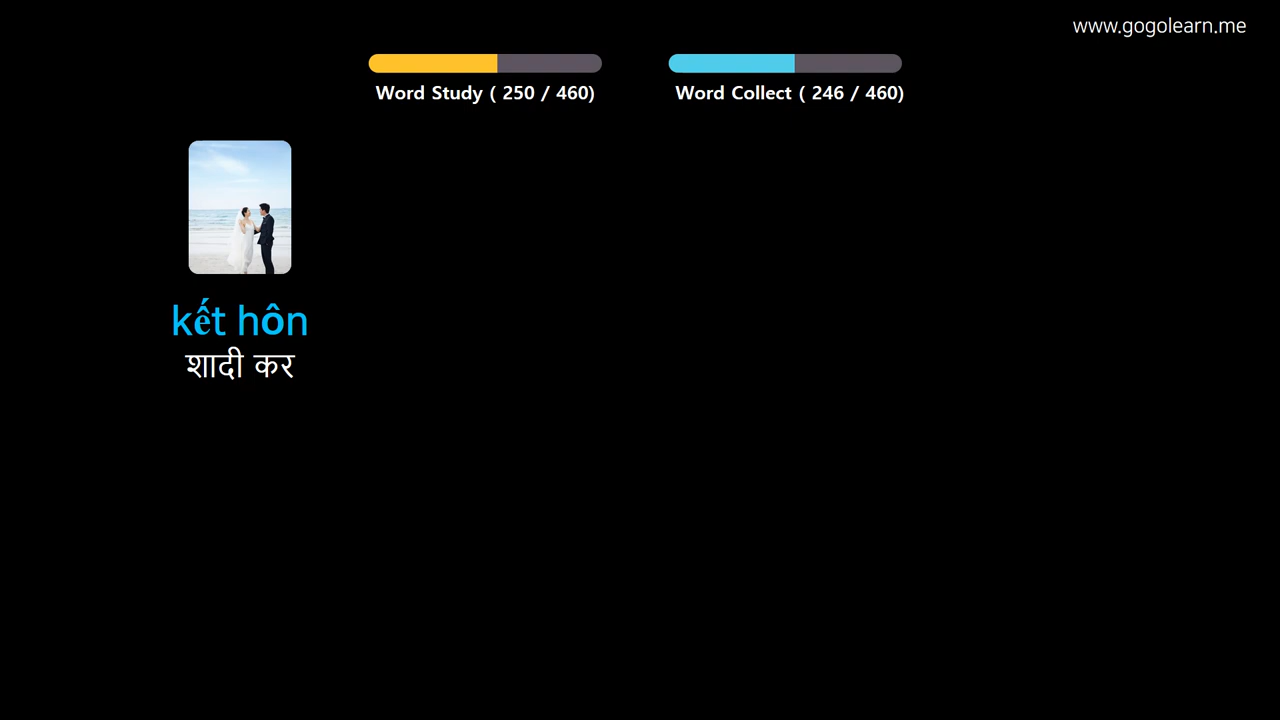 www.gogolearn.me
Word Study ( 250 / 460)
Word Collect ( 246 / 460)
kết hôn
शादी कर